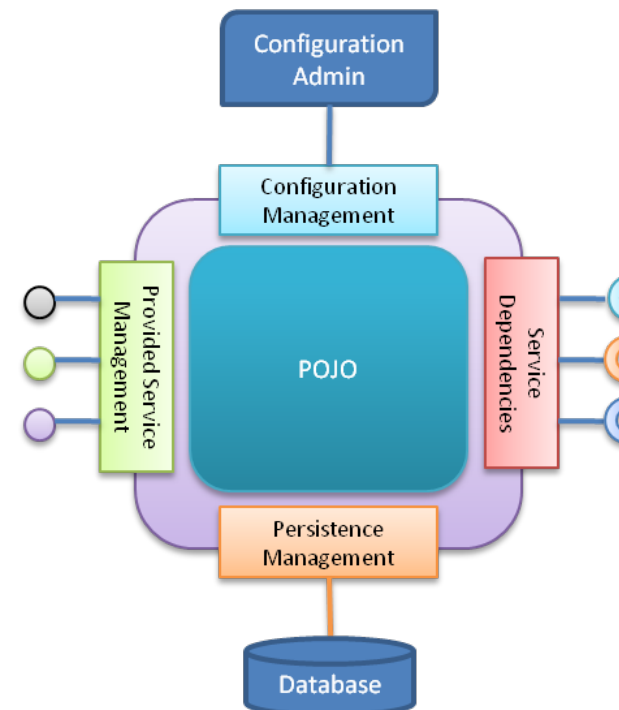 Configuration
Admin
Configuration
Management
Provided Service
Management
POJO
Service
Dependencies
Persistence
Management
Database